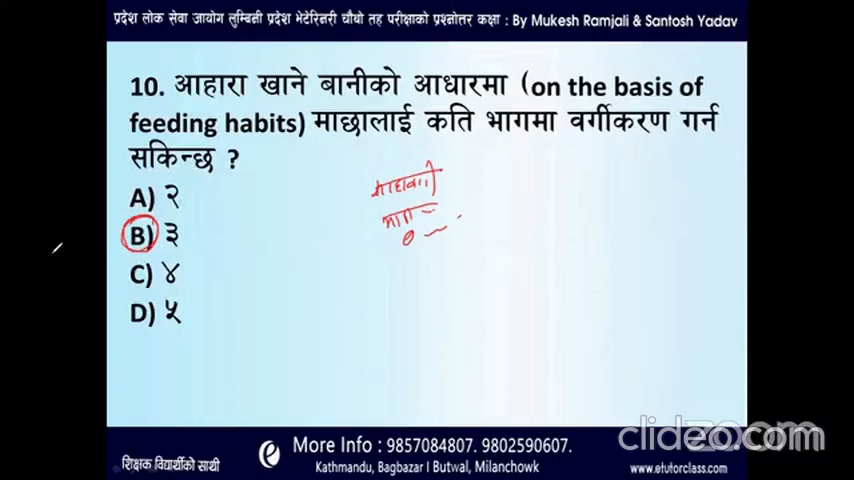 प्रदेश लोक सेवा आयोग लुम्बिनी प्रदेश भेटेरिनरी चौथो तह परीक्षाको प्रश्नोतर कक्षा : By Mukesh Ramjali & Santosh Yadav
10. आहारा खाने बानीको आधारमा (on the basis of
feeding habits) माछालाई कति भागमा वर्गीकरण गर्न
सकिन्छ ?
A) २
B) ३
C) ४
D) ५
शिक्षक विद्यार्थीको साथी
More Info : 9857084807. 9802590607.
Kathmandu, Bagbazar I Butwal, Milanchowk
clideo.com
www.etutorclass.com